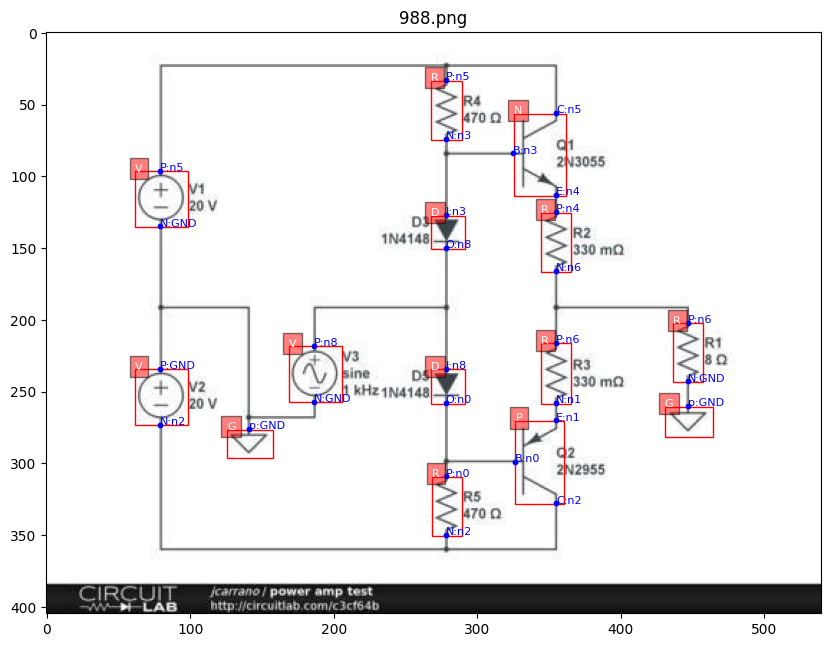 988.png
0
50
100
150
200
250
300
350
400
0
100
200
300
400
500
R
P:n5
R4
470 Ω
N:n3
N
C:n5
B:n3
Q1
2N3055
E:n4
V
P:n5
V1
20 V
N:GND
D
I:n3
D3
1N4148
O:n8
R
P:n4
R2
330 mΩ
N:n6
V
P:GND
V2
20 V
N:n2
V
P:n8
V3
sine
1 kHz
N:GND
G
p:GND
D
I:n8
D5
1N4148
O:n0
R
P:n6
R3
330 mΩ
N:n1
R
P:n6
R1
8 Ω
N:GND
G
p:GND
P
E:n1
B:n0
Q2
2N2955
C:n2
R
P:n0
R5
470 Ω
N:n2
CIRCUIT
LAB
jcarrano / power amp test
http://circuitlab.com/c3cf64b